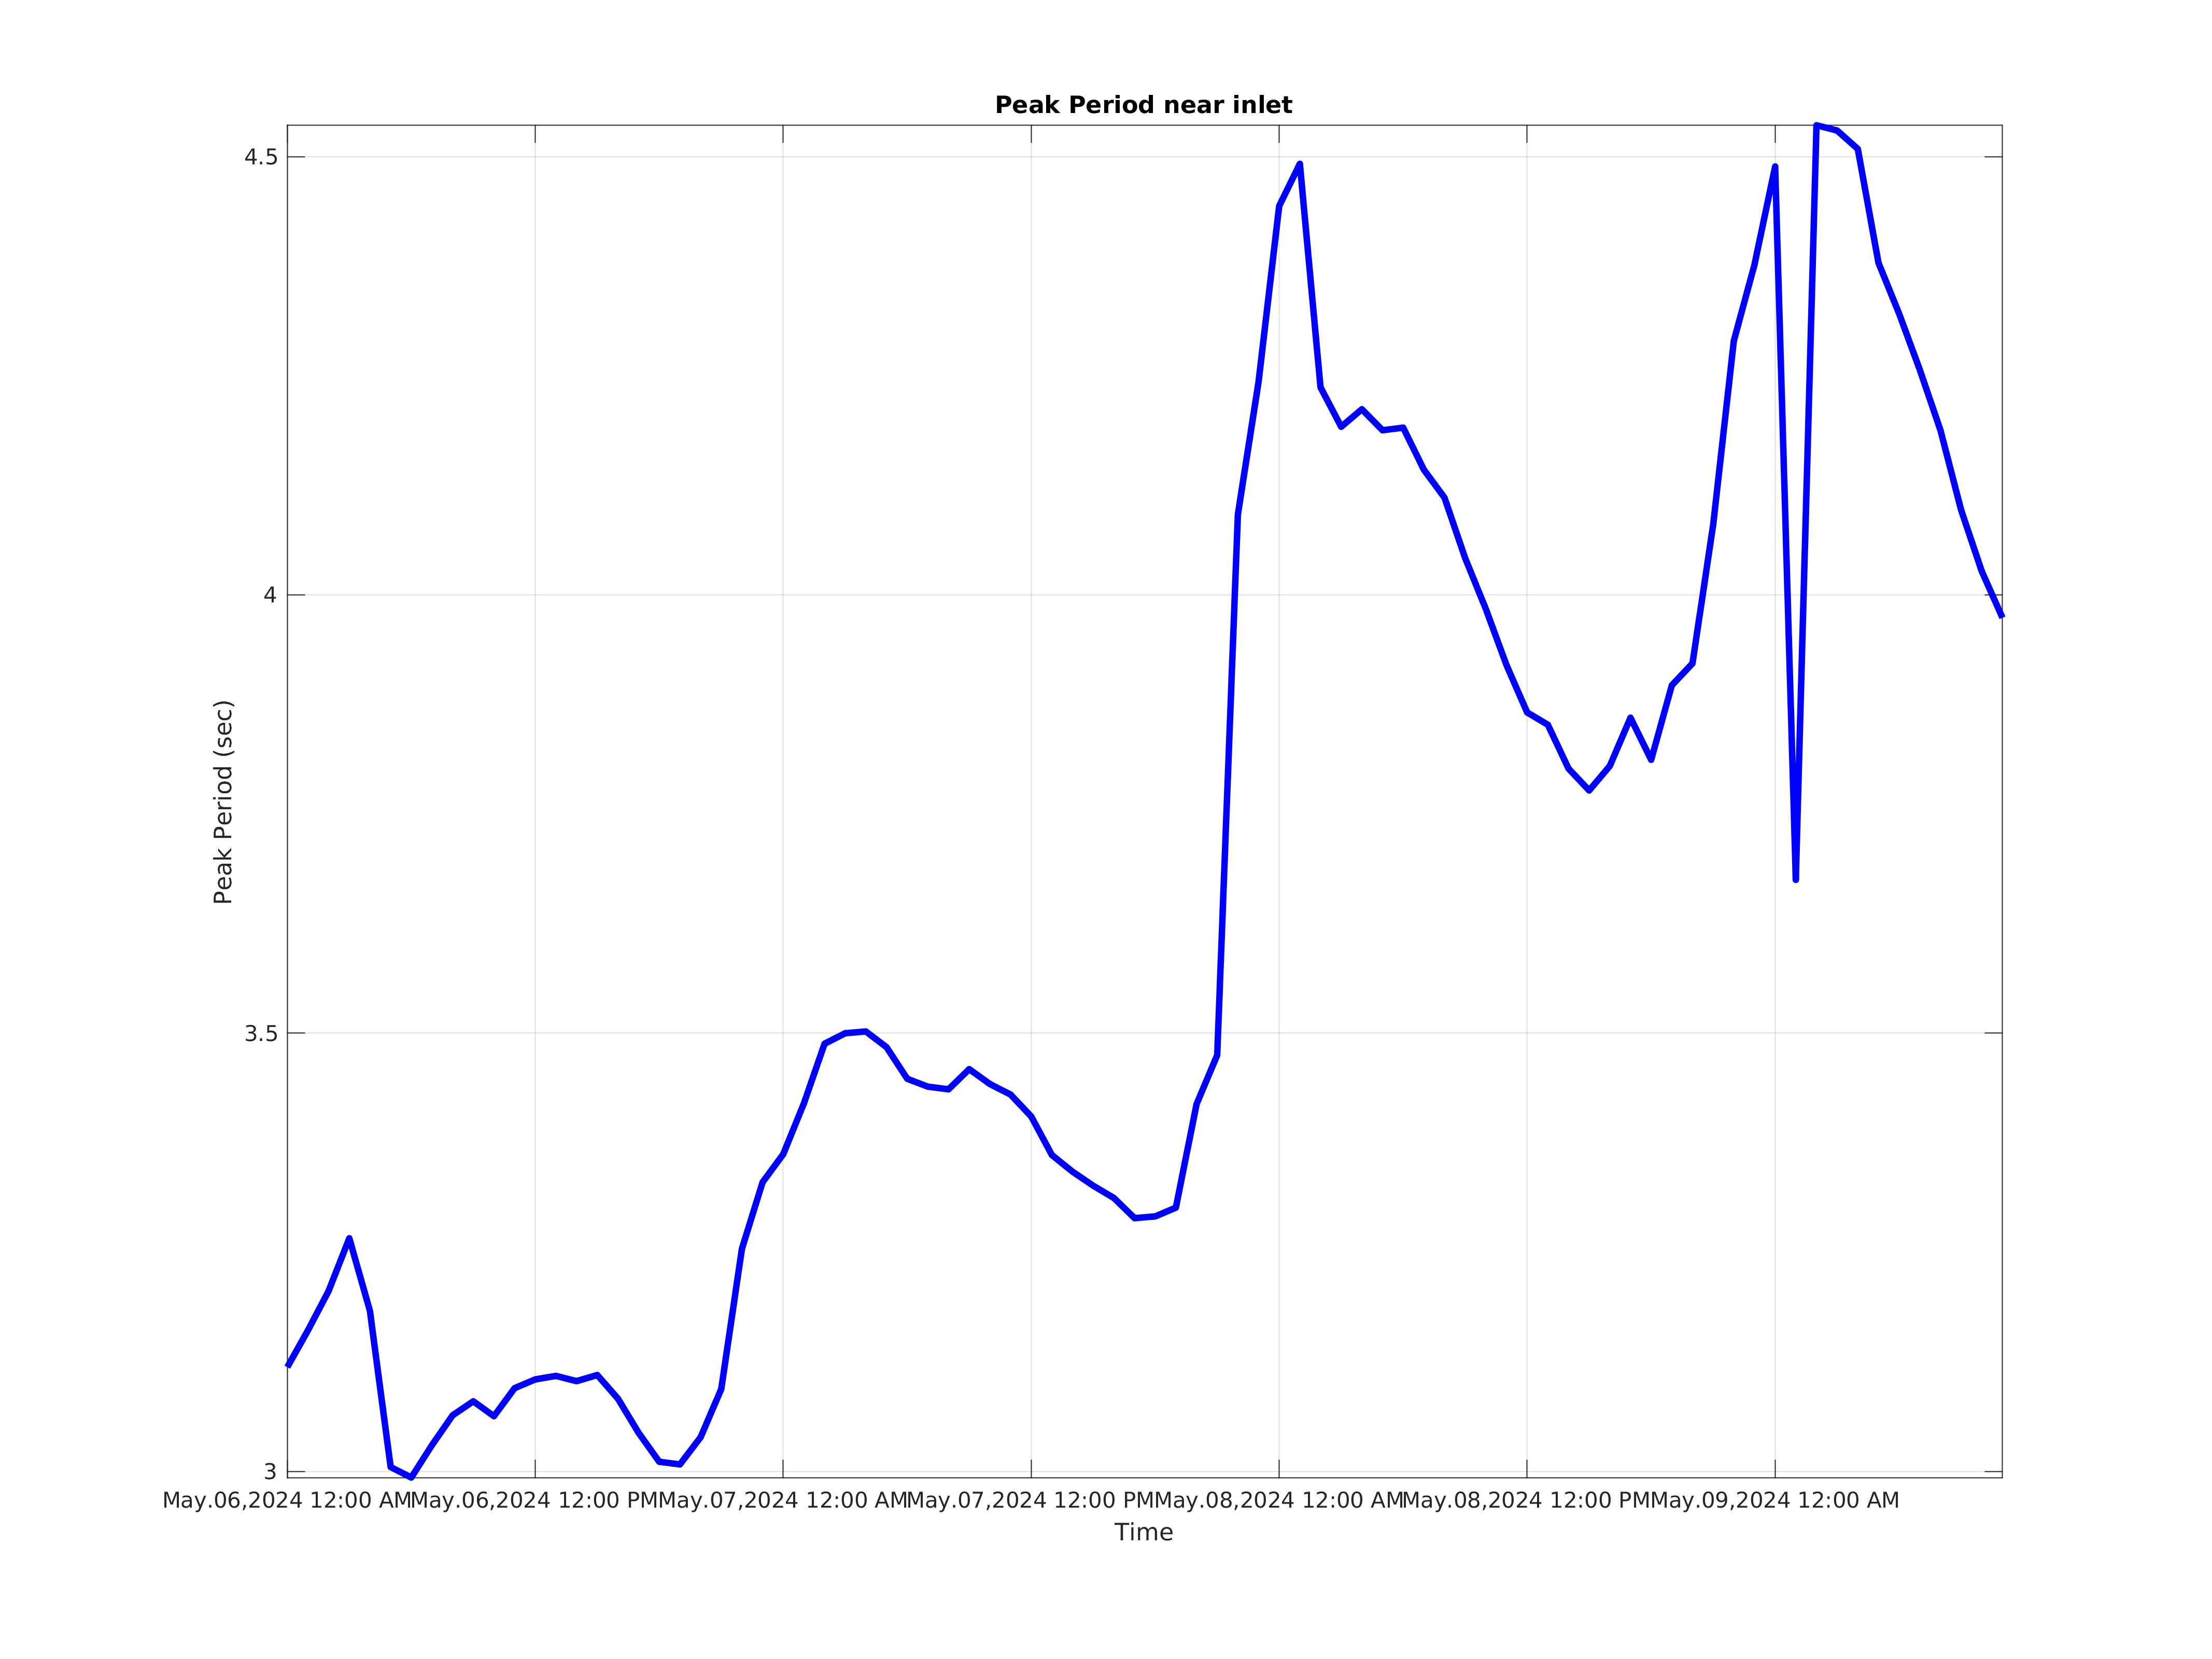 Peak Period near inlet
4.5
4
3.5
3
Peak Period (sec)
May.06,2024 12:00 AM May.06,2024 12:00 PM May.07,2024 12:00 AM May.07,2024 12:00 PM May.08,2024 12:00 AM May.08,2024 12:00 PM May.09,2024 12:00 AM
Time